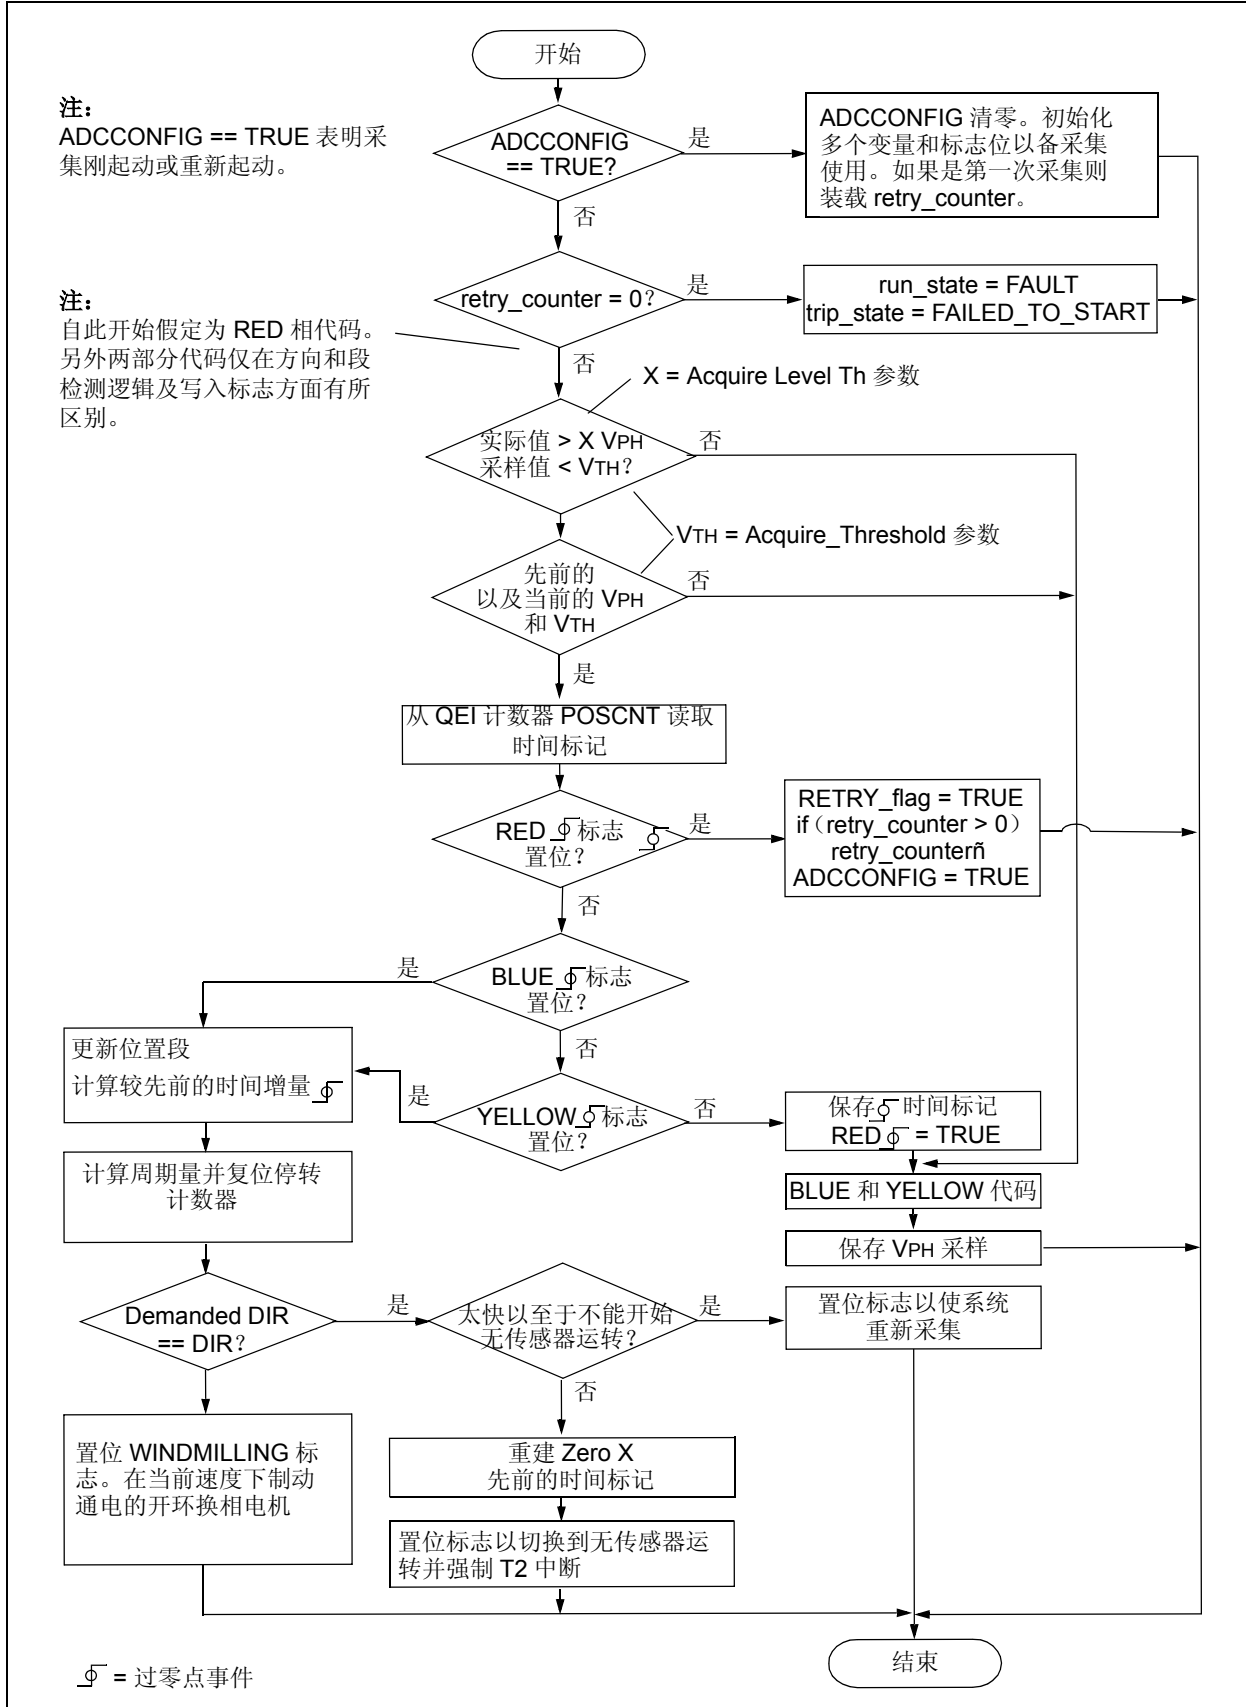 开始
注：
ADCCONFIG == TRUE 表明采
集刚起动或重新起动。
ADCCONFIG
== TRUE?
是
ADCCONFIG 清零。初始化
多个变量和标志位以备采集
使用。如果是第一次采集则
装载 retry_counter。
否
注：
自此开始假定为 RED 相代码。
另外两部分代码仅在方向和段
检测逻辑及写入标志方面有所
区别。
retry_counter = 0?
是
run_state = FAULT
trip_state = FAILED_TO_START
否
X = Acquire Level Th 参数
实际值 > X VPH
采样值 < VTH?
否
VTH = Acquire_Threshold 参数
先前的
以及当前的 VPH
和 VTH
否
是
从 QEI 计数器 POSCNT 读取
时间标记
RED 标志
置位?
是
RETRY_flag = TRUE
if（retry_counter > 0）
retry_counterñ
ADCCONFIG = TRUE
否
BLUE 标志
置位?
是
否
更新位置段
计算较先前的时间增量
是
YELLOW 标志
置位?
否
保存 时间标记
RED = TRUE
计算周期量并复位停转
计数器
BLUE 和 YELLOW 代码
保存 VPH 采样
Demanded DIR
== DIR?
是
太快以至于不能开始
无传感器运转?
是
置位标志以使系统
重新采集
否
置位 WINDMILLING 标
志。在当前速度下制动
通电的开环换相电机
重建 Zero X
先前的时间标记
置位标志以切换到无传感器运
转并强制 T2 中断
结束
= 过零点事件